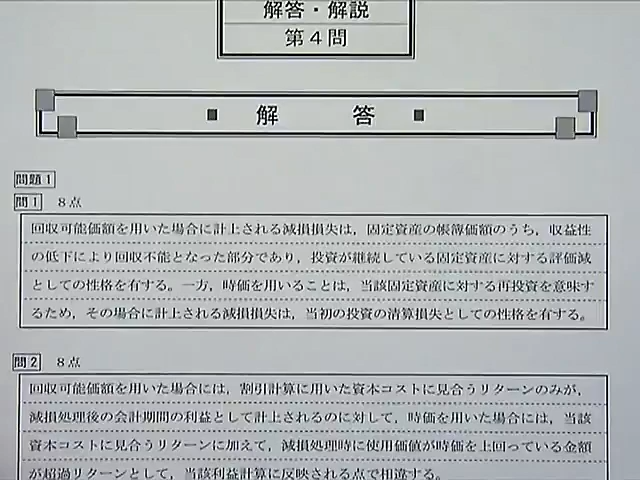 解答・解説
第4問
■ 解 答 ■
問題1
問1 8点
回収可能価額を用いた場合に計上される減損損失は，固定資産の帳簿価額のうち，収益性
の低下により回収不能となった部分であり，投資が継続している固定資産に対する評価減
としての性格を有する。一方，時価を用いることは，当該固定資産に対する再投資を意味す
るため，その場合に計上される減損損失は，当初の投資の清算損失としての性格を有する。
問2 8点
回収可能価額を用いた場合には，割引計算に用いた資本コストに見合うリターンのみが，
減損処理後の会計期間の利益として計上されるのに対して，時価を用いた場合には，当該
資本コストに見合うリターンに加えて，減損処理時に使用価値が時価を上回っている金額
が超過リターンとして，当該利益計算に反映される点で相違する。